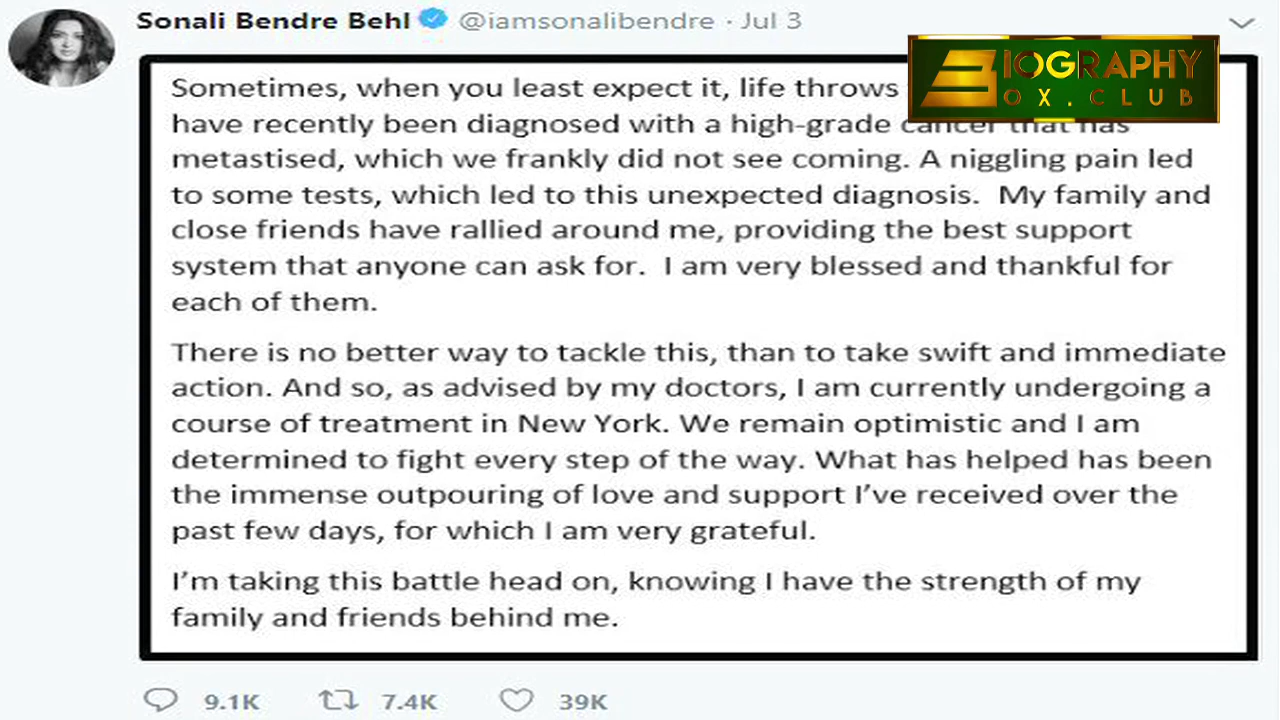 Sonali Bendre Behl @iamsonalibendre · Jul 3
BIOGRAPHY
OX.CLUB
Sometimes, when you least expect it, life throws
have recently been diagnosed with a high-grade cancer that has
metastised, which we frankly did not see coming. A niggling pain led
to some tests, which led to this unexpected diagnosis. My family and
close friends have rallied around me, providing the best support
system that anyone can ask for. I am very blessed and thankful for
each of them.
There is no better way to tackle this, than to take swift and immediate
action. And so, as advised by my doctors, I am currently undergoing a
course of treatment in New York. We remain optimistic and I am
determined to fight every step of the way. What has helped has been
the immense outpouring of love and support I've received over the
past few days, for which I am very grateful.
I'm taking this battle head on, knowing I have the strength of my
family and friends behind me.
9.1K 7.4K 39K